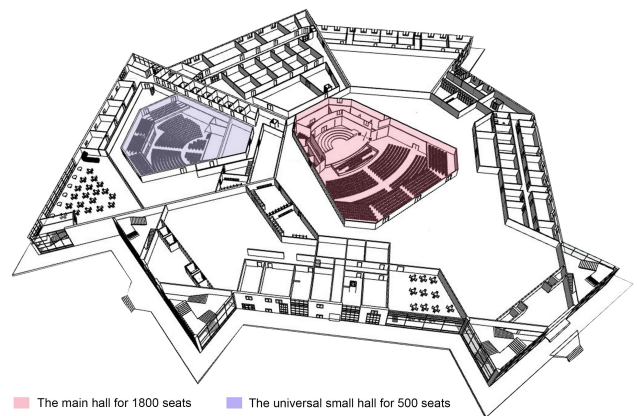 The main hall for 1800 seats
The universal small hall for 500 seats